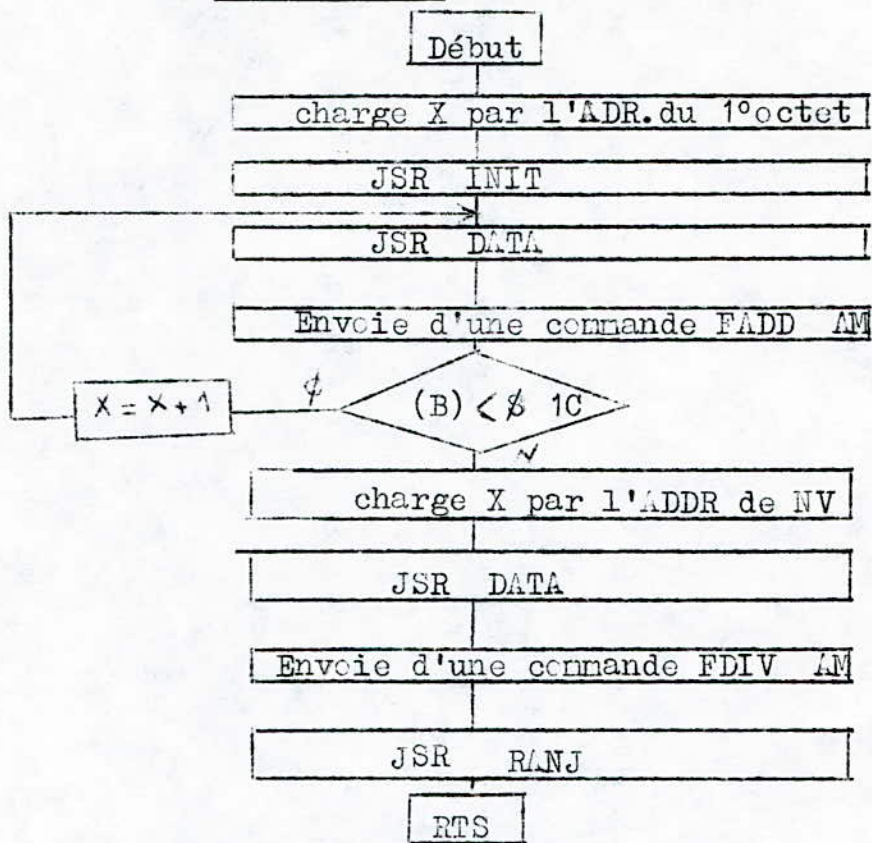 Début
charge X par l'ADR.du 1°octet
JSR INIT
JSR DATA
Envoie d'une commande FADD AM
X = X + 1
(B) < $ 1C
charge X par l'ADDR de NV
JSR DATA
Envoie d'une commande FDIV AM
JSR RANJ
RTS